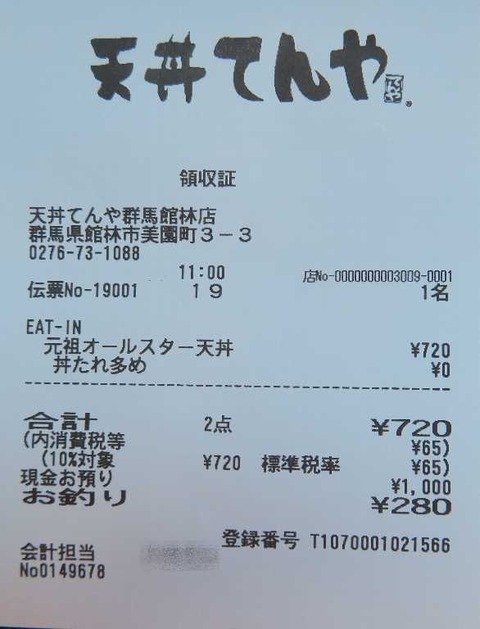 天丼てんや
領収証
天丼てんや群馬館林店
群馬県館林市美園町3-3
0276-73-1088
11:00 店No-0000000003009-0001
伝票No-19001 19 1名
EAT-IN
元祖オールスター天丼 ¥720
丼たれ多め ¥0
合計 2点 ¥720
(内消費税等 ¥65)
(10%対象 ¥720 標準税率 ¥65)
現金お預り ¥1,000
お釣り ¥280
登録番号 T1070001021566
会計担当
No0149678